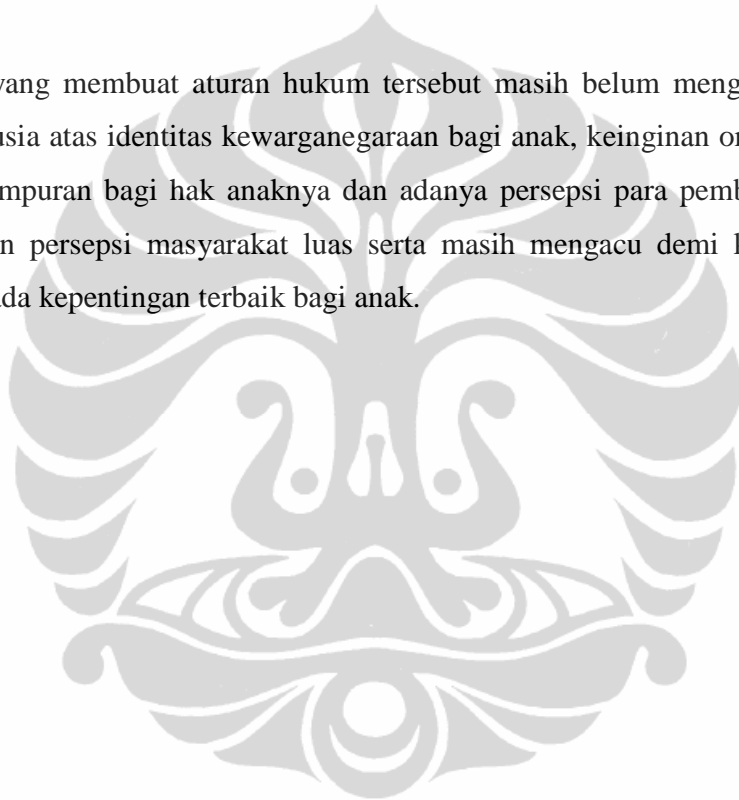 yang membuat aturan hukum tersebut masih belum meng
usia atas identitas kewarganegaraan bagi anak, keinginan or
mpuran bagi hak anaknya dan adanya persepsi para pemb
n persepsi masyarakat luas serta masih mengacu demi
da kepentingan terbaik bagi anak.